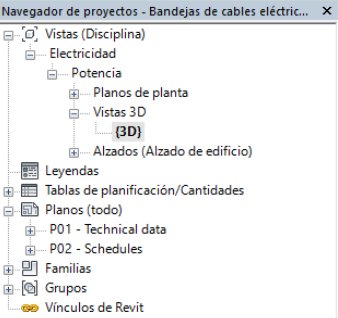 Navegador de proyectos - Bandejas de cables eléctric...
Vistas (Disciplina)
Electricidad
Potencia
Planos de planta
Vistas 3D
{3D}
Alzados (Alzado de edificio)
Leyendas
Tablas de planificación/Cantidades
Planos (todo)
P01 - Technical data
P02 - Schedules
Familias
Grupos
Vínculos de Revit